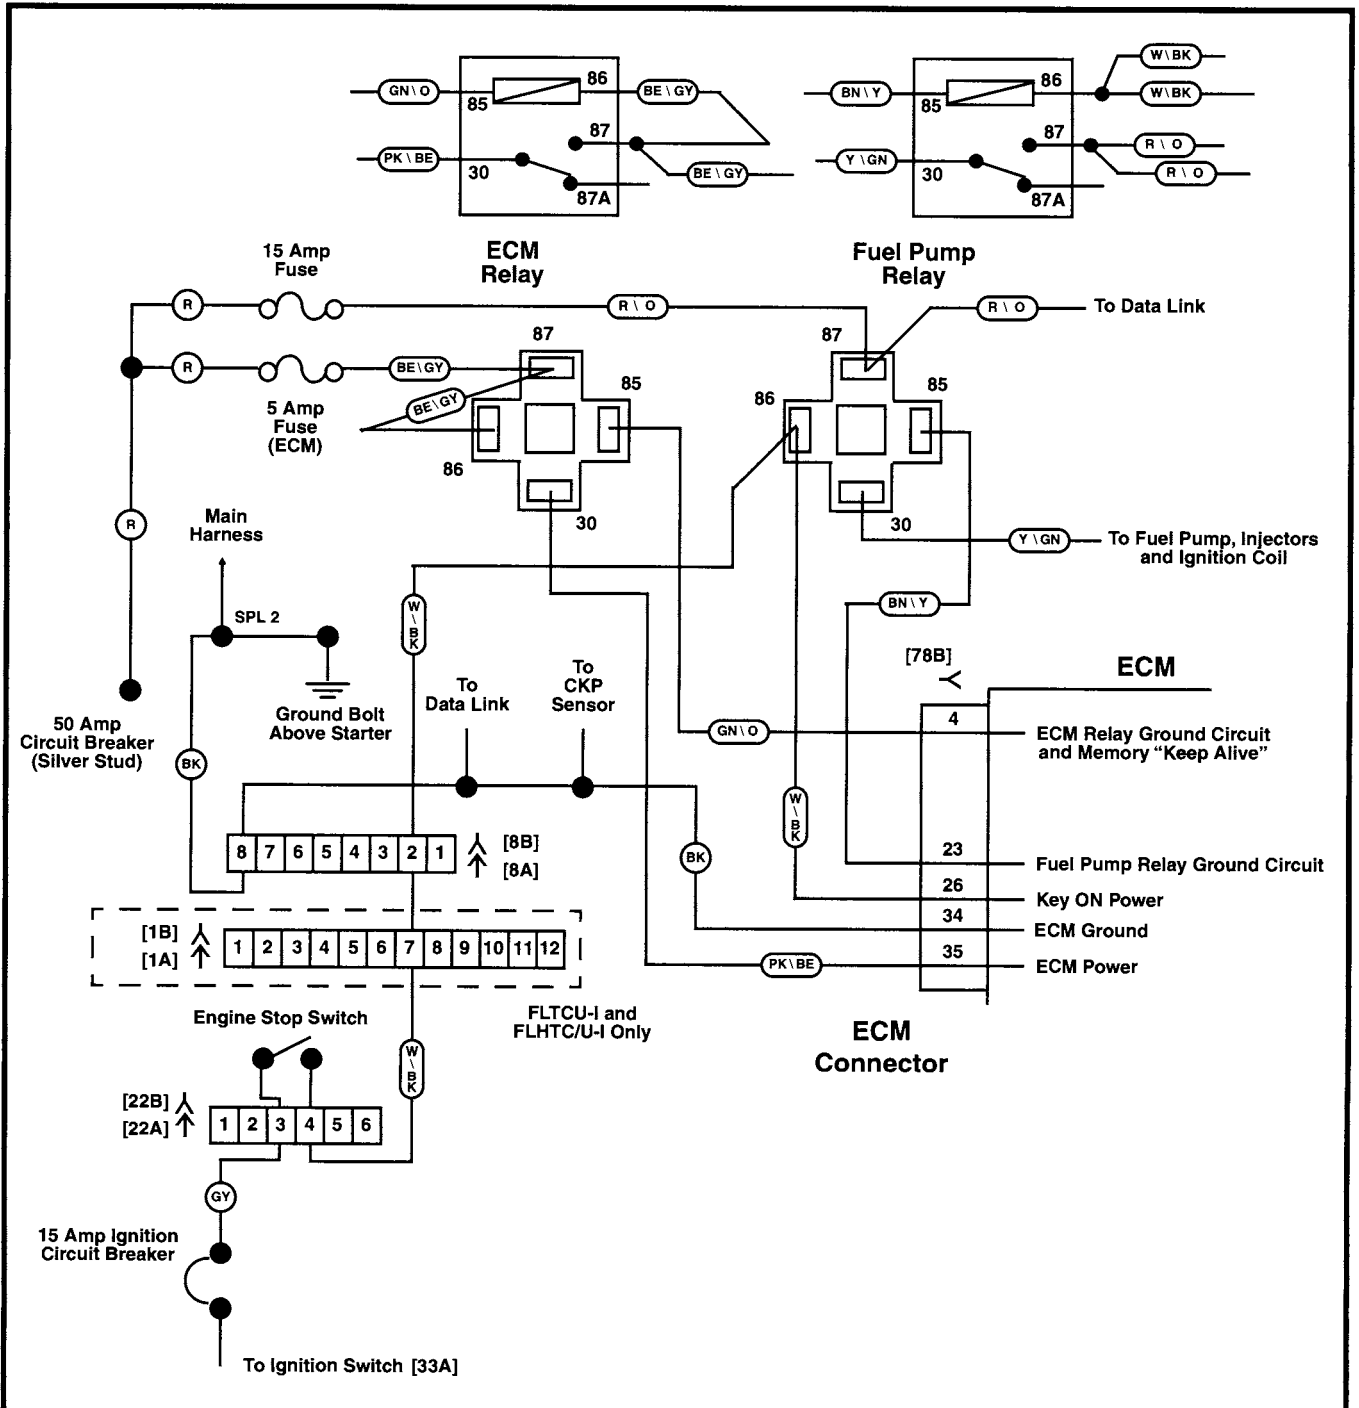 86
W\BK
GN\O
BE\GY
BN\Y
86
W\BK
85
85
87
87
R\O
PK\BE
Y\GN
30
BE\GY
30
R\O
87A
87A
ECM
Relay
Fuel Pump
Relay
15 Amp
Fuse
R
R\O
R\O
To Data Link
87
87
R
BE\GY
85
85
5 Amp
Fuse
(ECM)
BE\GY
86
86
30
30
R
Main
Harness
Y\GN
To Fuel Pump, Injectors
and Ignition Coil
W\BK
BN\Y
SPL 2
[78B]
ECM
To
Data Link
To
CKP
Sensor
Ground Bolt
Above Starter
50 Amp
Circuit Breaker
(Silver Stud)
4
GN\O
ECM Relay Ground Circuit
and Memory “Keep Alive”
BK
W\BK
8 7 6 5 4 3 2 1
[8B]
[8A]
BK
23
Fuel Pump Relay Ground Circuit
26
Key ON Power
34
ECM Ground
35
PK\BE
ECM Power
[1B]
[1A]
1 2 3 4 5 6 7 8 9 10 11 12
FLTCU-I and
FLHTC/U-I Only
Engine Stop Switch
W\BK
ECM
Connector
[22B]
[22A]
1 2 3 4 5 6
GY
15 Amp Ignition
Circuit Breaker
To Ignition Switch [33A]